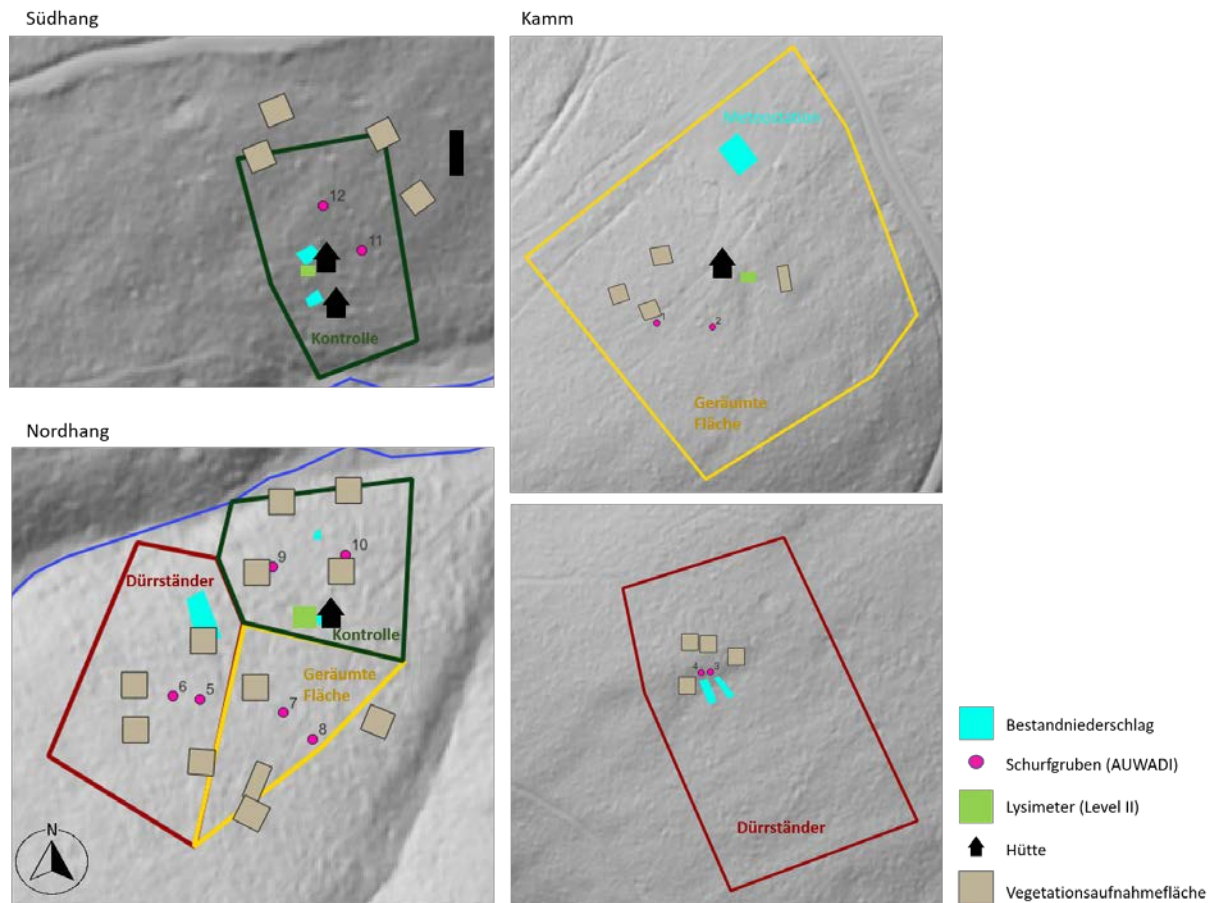 Südhang
12
11
Kontrolle
Kamm
Meteostation
1
2
Geräumte
Fläche
Nordhang
9
10
Dürrständer
Kontrolle
Geräumte
Fläche
6
5
7
8
N
4
3
Dürrständer
Bestandniederschlag
Schurfgruben (AUWADI)
Lysimeter (Level II)
Hütte
Vegetationsaufnahmefläche